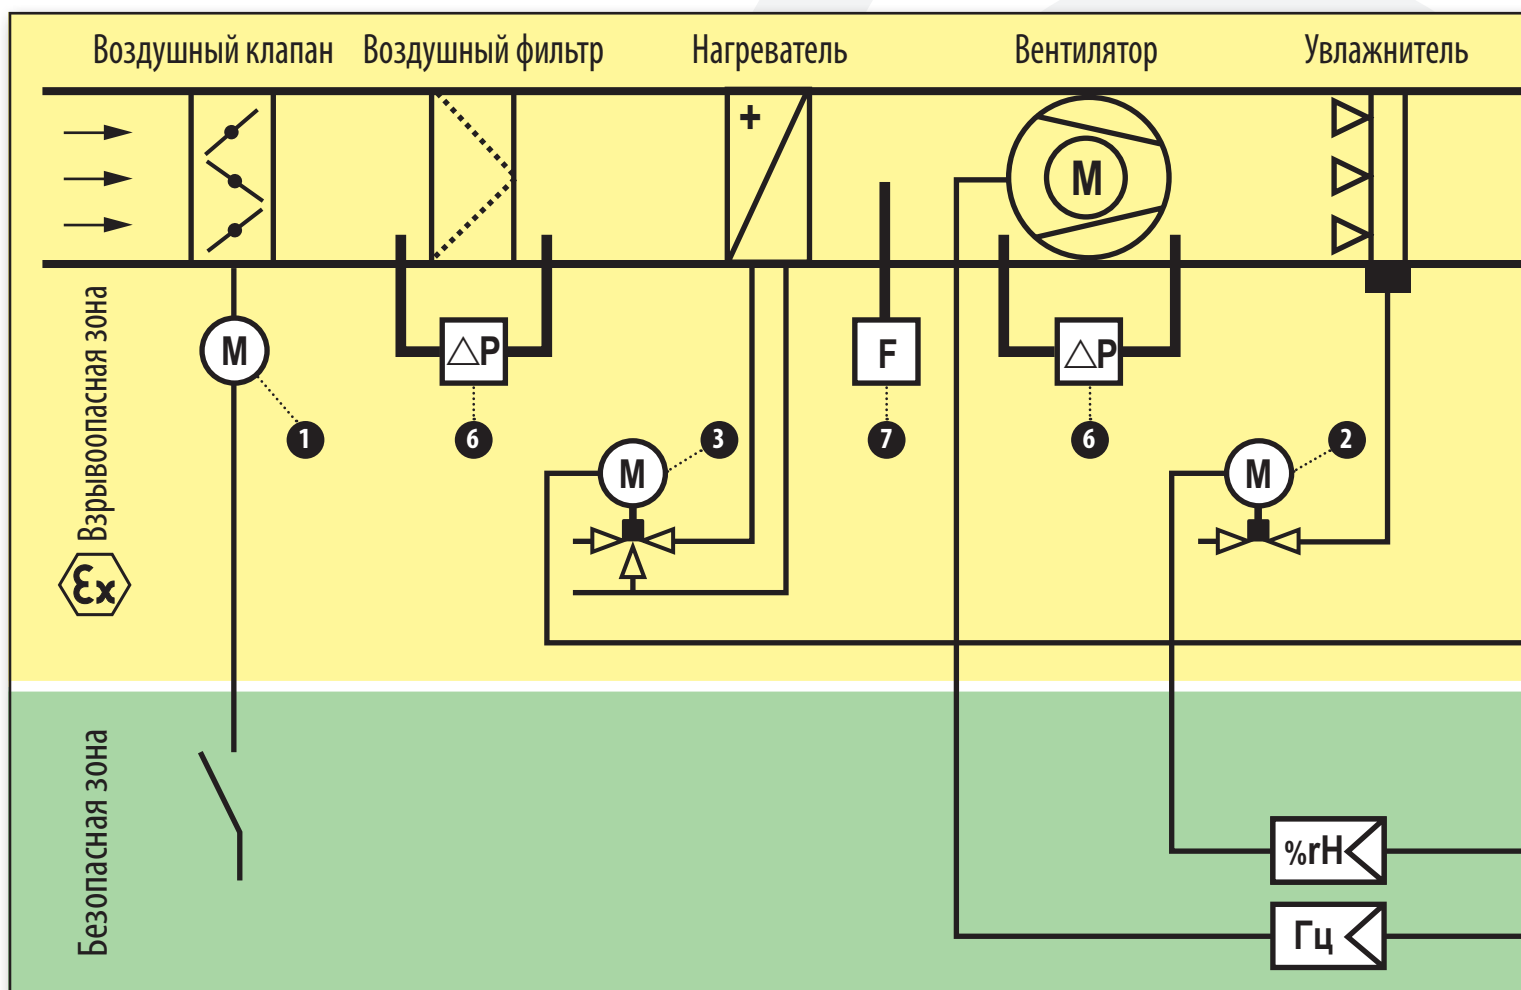 Воздушный клапан
Воздушный фильтр
Нагреватель
Вентилятор
Увлажнитель
+
M
M
△P
F
△P
1
6
3
7
6
2
M
M
Взрывоопасная зона
Ex
Безопасная зона
%rH
Гц